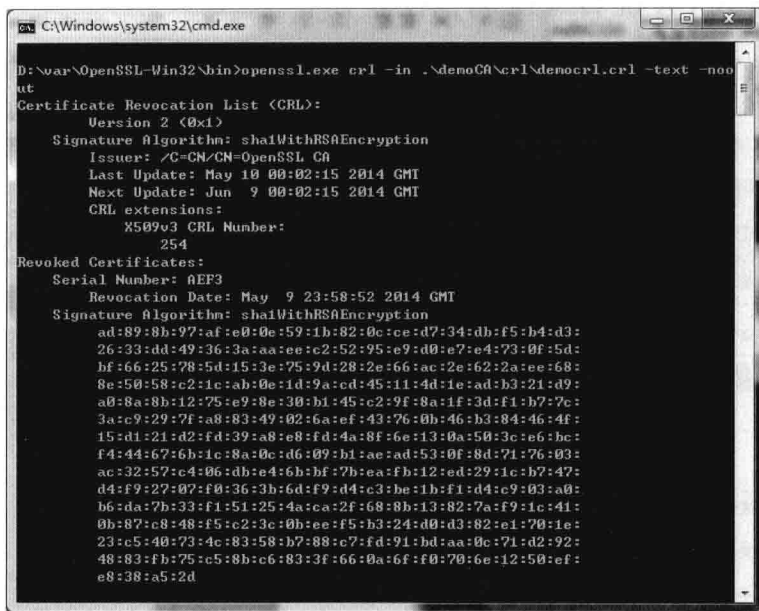 C:\Windows\system32\cmd.exe
D:\var\OpenSSL-Win32\bin>openssl.exe crl -in .\demoCA\crl\democrl.crl -text -noo
ut
Certificate Revocation List (CRL):
        Version 2 (0x1)
    Signature Algorithm: sha1WithRSAEncryption
        Issuer: /C=CN/CN=OpenSSL CA
        Last Update: May 10 00:02:15 2014 GMT
        Next Update: Jun  9 00:02:15 2014 GMT
        CRL extensions:
            X509v3 CRL Number:
                254
Revoked Certificates:
    Serial Number: AEF3
        Revocation Date: May  9 23:58:52 2014 GMT
    Signature Algorithm: sha1WithRSAEncryption
         ad:89:8b:97:af:e0:0e:59:1b:82:0c:ce:d7:34:db:f5:b4:d3:
         26:33:dd:49:36:3a:aa:ee:c2:52:95:e9:d0:e7:e4:73:0f:5d:
         bf:66:25:78:5d:15:3e:75:9d:28:2e:66:ac:2e:62:2a:ee:68:
         8e:50:58:c2:1c:ab:0e:1d:9a:cd:45:11:4d:1e:ad:b3:21:d9:
         a0:8a:8b:12:75:e9:8e:30:b1:45:c2:9f:8a:1f:3d:f1:b7:7c:
         3a:c9:29:7f:a8:83:49:02:6a:ef:43:76:0b:46:b3:84:46:4f:
         15:d1:21:d2:fd:39:a8:e8:fd:4a:8f:6e:13:0a:50:3c:e6:bc:
         f4:44:67:6b:1c:8a:0c:d6:09:b1:ae:ad:53:0f:8d:71:76:03:
         ac:32:57:c4:06:db:e4:6b:bf:7b:ea:fb:12:ed:29:1c:b7:47:
         d4:f9:27:07:f0:36:3b:6d:f9:d4:c3:be:1b:f1:d4:c9:03:a0:
         b6:da:7b:33:f1:51:25:4a:ca:2f:68:8b:13:82:7a:f9:1c:41:
         0b:87:c8:48:f5:c2:3c:0b:ee:f5:b3:24:d0:d3:82:e1:70:1e:
         23:c5:40:73:4c:83:58:b7:88:c7:fd:91:bd:aa:0c:71:d2:92:
         48:83:fb:75:c5:8b:c6:83:3f:66:0a:6f:f0:70:6e:12:50:ef:
         e8:38:a5:2d